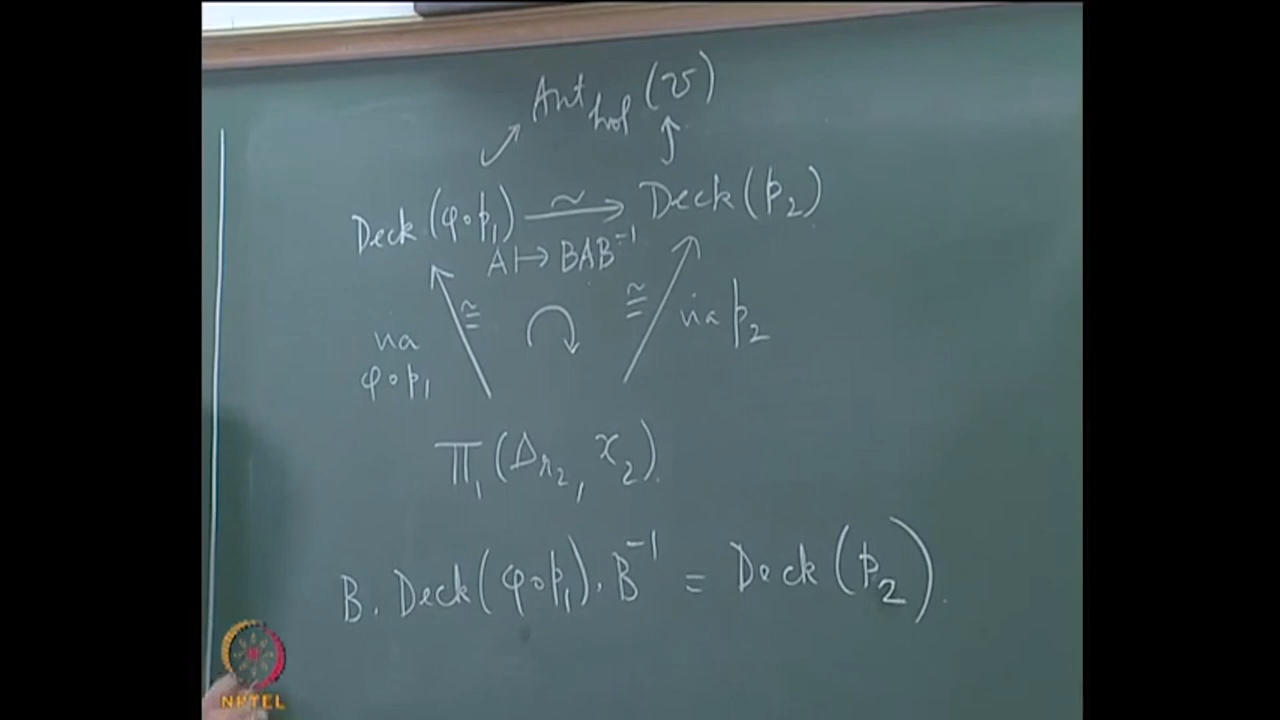 Aut_hol (U)
Deck (φ∘p₁) ⥲ Deck (p₂)
A ↦ BAB⁻¹
≅ ≅
via via p₂
φ∘p₁
π₁ (Δ_{r₂}, x₂).
B. Deck (φ∘p₁). B⁻¹ = Deck (p₂).
NPTEL